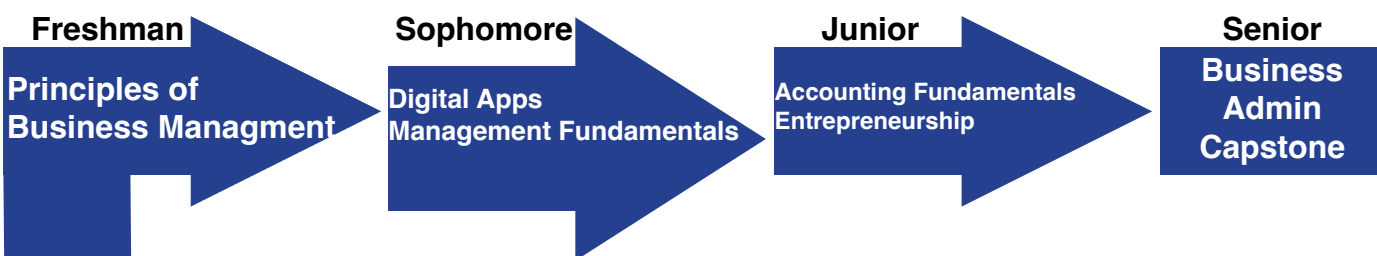 Freshman
Principles of
Business Managment
Sophomore
Digital Apps
Management Fundamentals
Junior
Accounting Fundamentals
Entrepreneurship
Senior
Business
Admin
Capstone